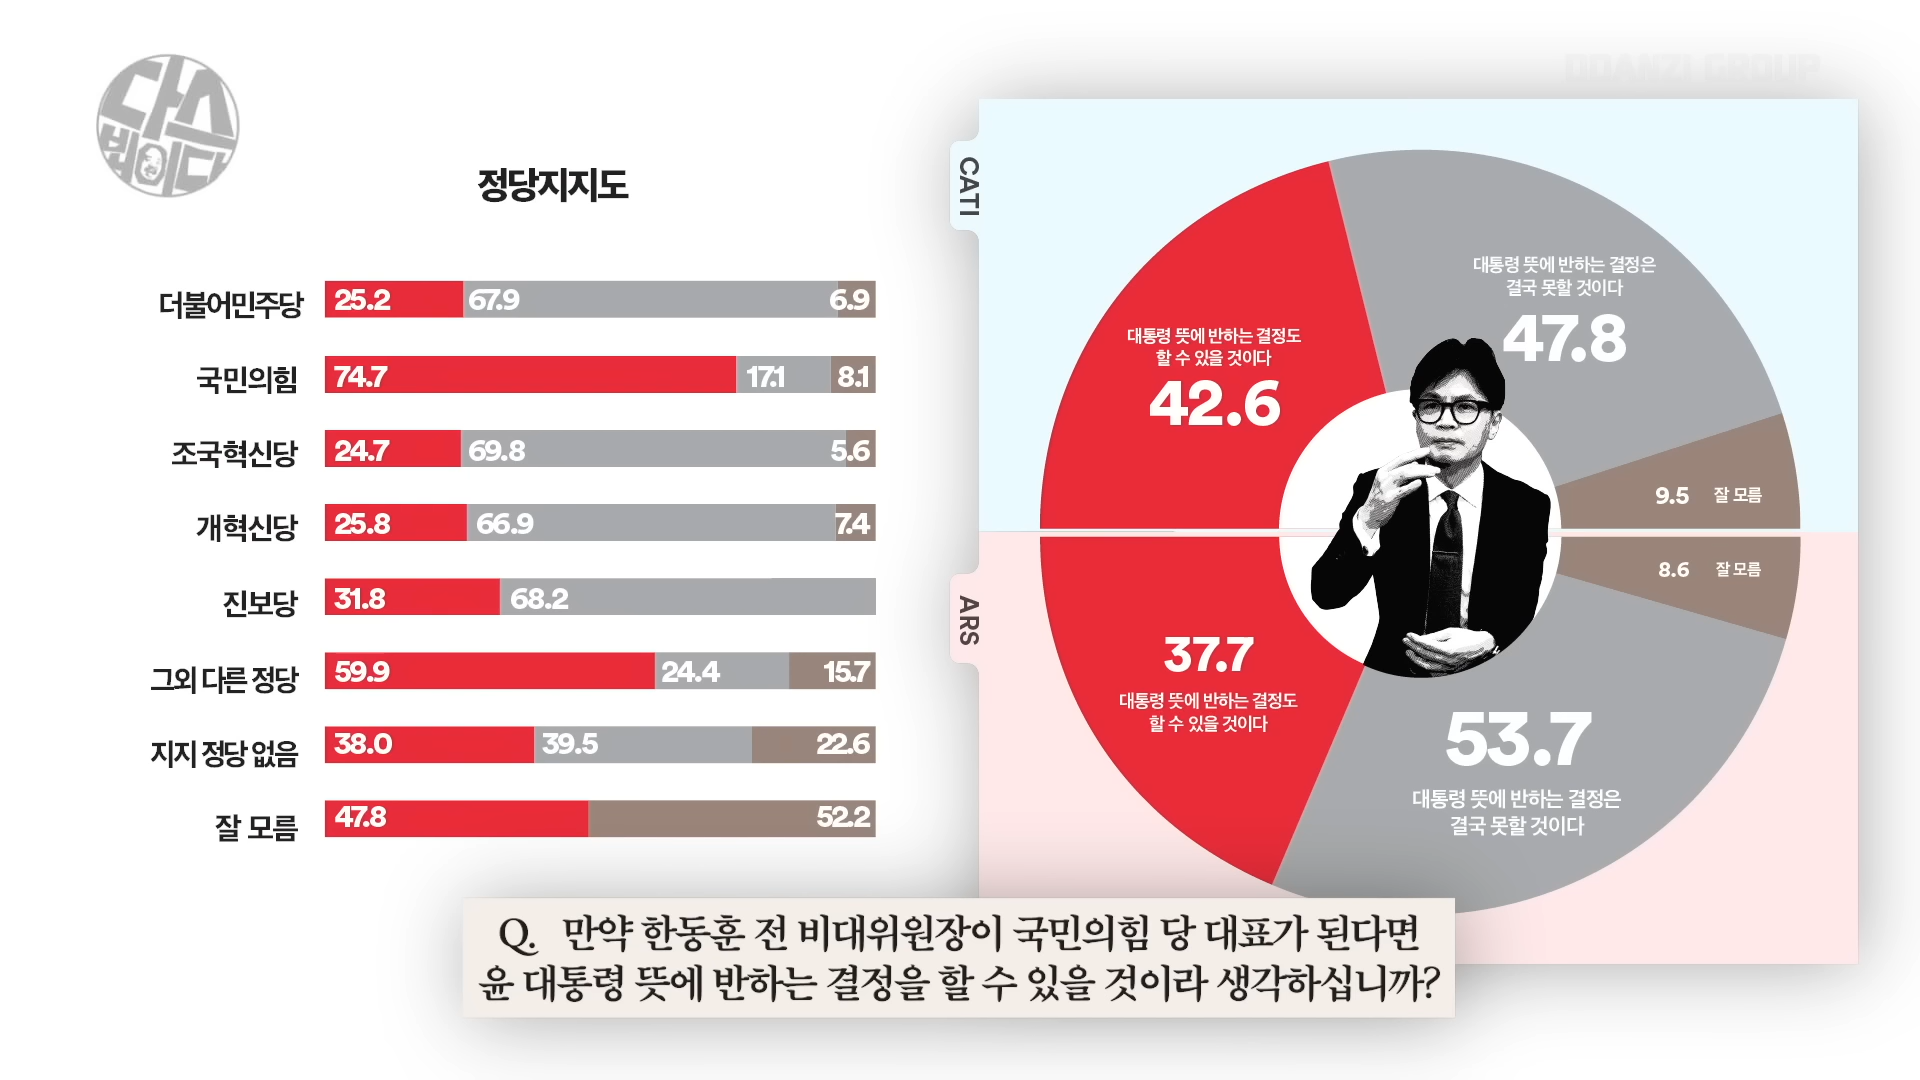 다스
뵈이다
DDANZI GROUP
정당지지도
더불어민주당 25.2 67.9 6.9
국민의힘 74.7 17.1 8.1
조국혁신당 24.7 69.8 5.6
개혁신당 25.8 66.9 7.4
진보당 31.8 68.2
그외 다른 정당 59.9 24.4 15.7
지지 정당 없음 38.0 39.5 22.6
잘 모름 47.8 52.2
CATI
대통령 뜻에 반하는 결정도
할 수 있을 것이다
42.6
대통령 뜻에 반하는 결정은
결국 못할 것이다
47.8
9.5 잘 모름
ARS
8.6 잘 모름
37.7
대통령 뜻에 반하는 결정도
할 수 있을 것이다
53.7
대통령 뜻에 반하는 결정은
결국 못할 것이다
Q. 만약 한동훈 전 비대위원장이 국민의힘 당 대표가 된다면
윤 대통령 뜻에 반하는 결정을 할 수 있을 것이라 생각하십니까?